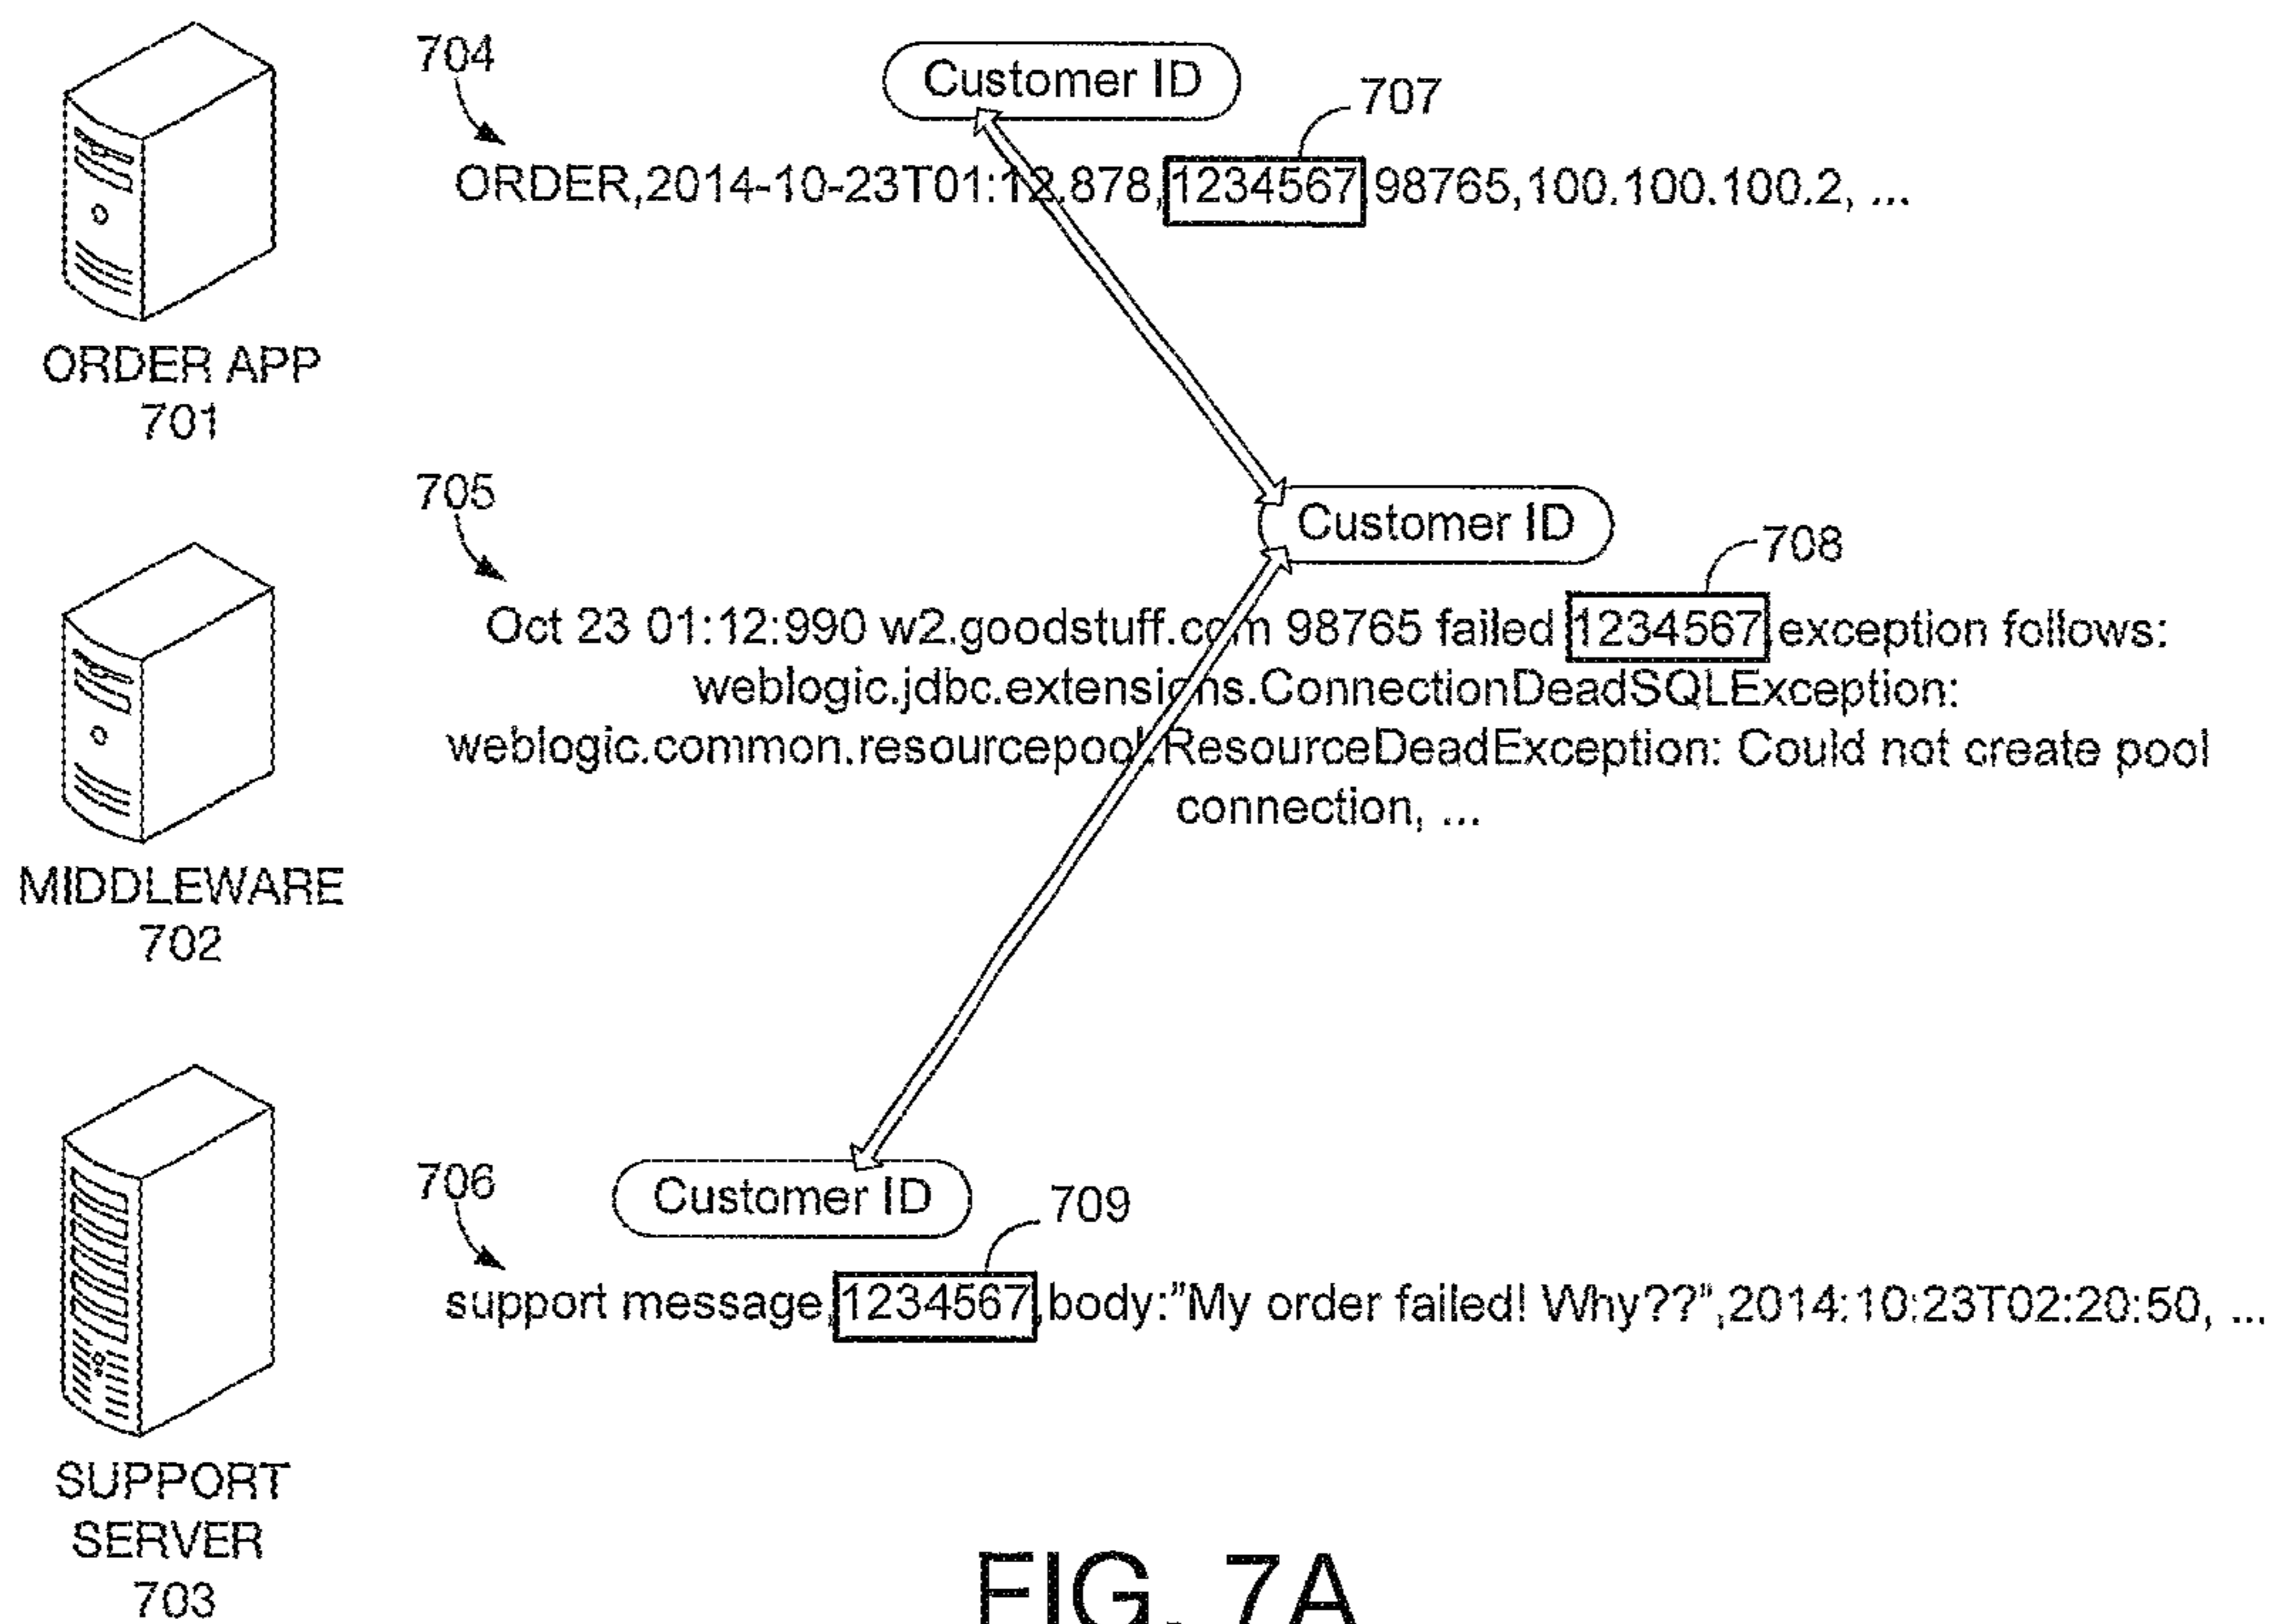 704
Customer ID
707
ORDER,2014-10-23T01:12.878,1234567,98765,100.100.100.2, ...
ORDER APP
701
705
Customer ID
708
Oct 23 01:12:990 w2.goodstuff.com 98765 failed 1234567,exception follows:
weblogic.jdbc.extensions.ConnectionDeadSQLException:
weblogic.common.resourcepool.ResourceDeadException: Could not create pool
connection, ...
MIDDLEWARE
702
706
Customer ID
709
support message,1234567,body:"My order failed! Why??",2014:10:23T02:20:50, ...
SUPPORT
SERVER
703
FIG. 7A